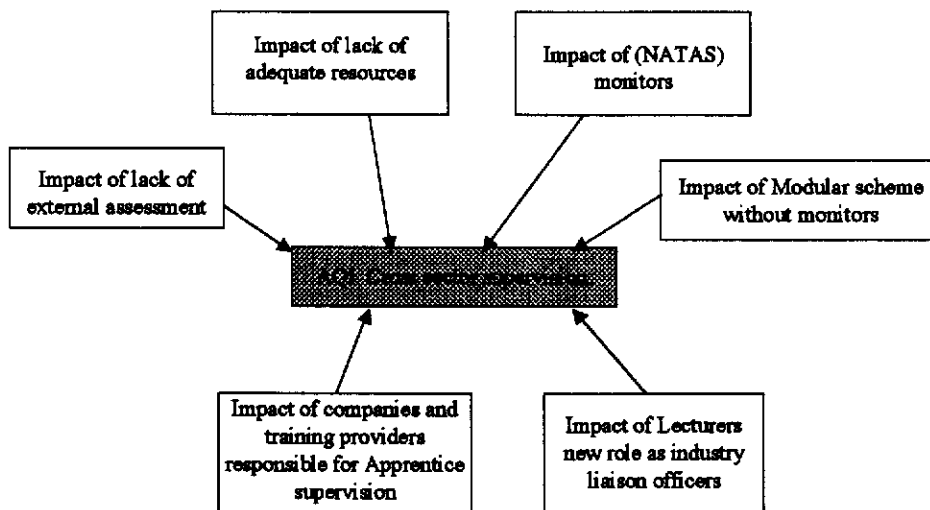 Impact of lack of
adequate resources
Impact of (NATAS)
monitors
Impact of lack of
external assessment
Impact of Modular scheme
without monitors
supervision
Impact of companies and
training providers
responsible for Apprentice
supervision
Impact of Lecturers
new role as industry
liaison officers